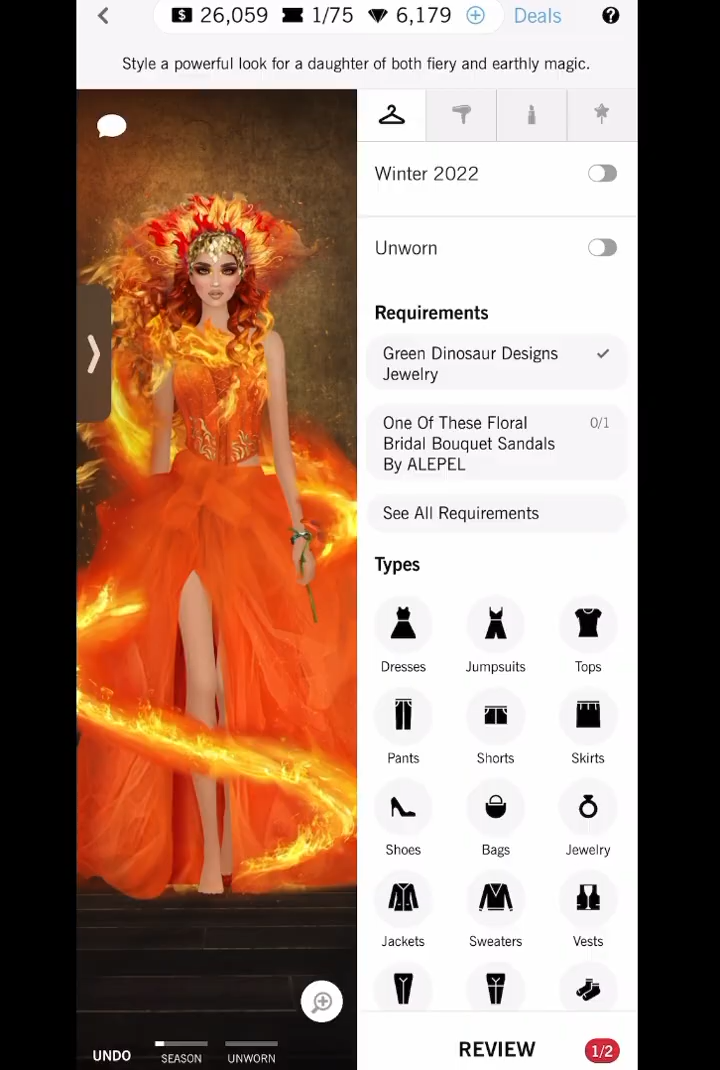 26,059 1/75 6,179 Deals
Style a powerful look for a daughter of both fiery and earthly magic.
Winter 2022
Unworn
Requirements
Green Dinosaur Designs
Jewelry
One Of These Floral 0/1
Bridal Bouquet Sandals
By ALEPEL
See All Requirements
Types
Dresses Jumpsuits Tops
Pants Shorts Skirts
Shoes Bags Jewelry
Jackets Sweaters Vests
UNDO SEASON UNWORN
REVIEW 1/2